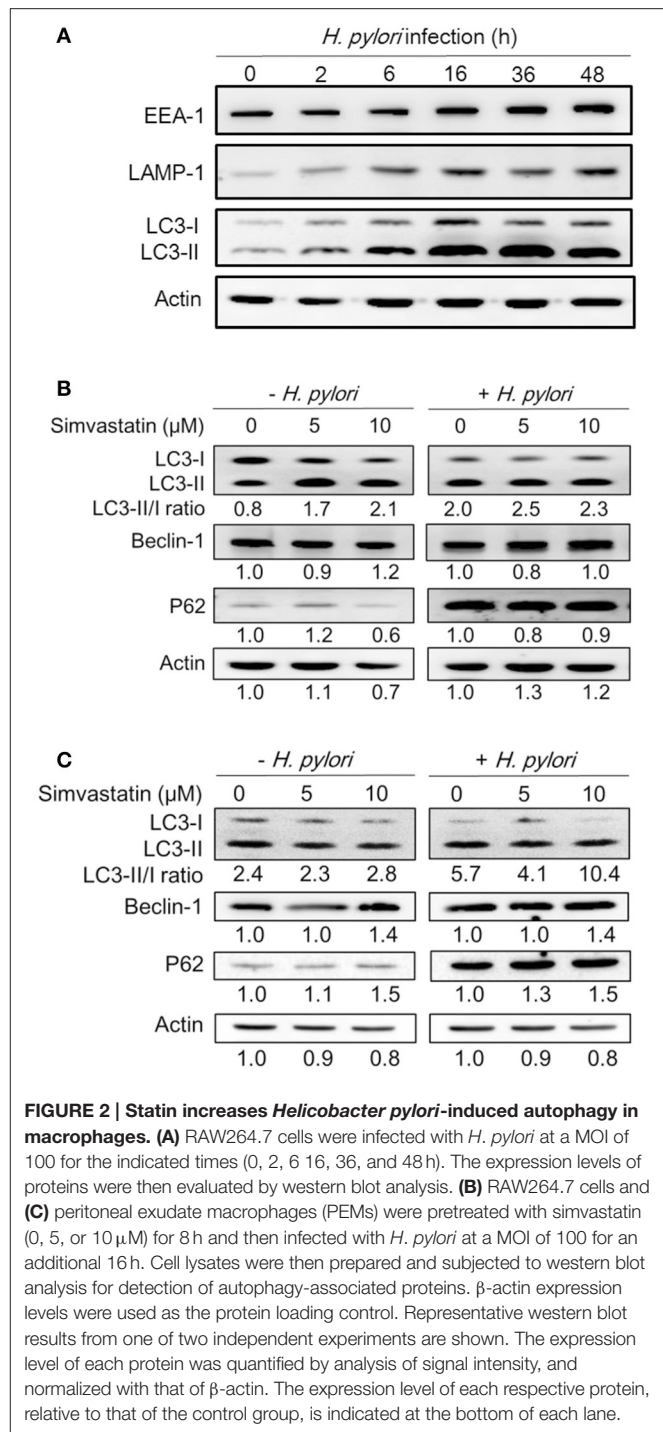 A
H. pylori infection (h)
0 2 6 16 36 48
EEA-1
LAMP-1
LC3-I
LC3-II
Actin
B
- H. pylori + H. pylori
Simvastatin (µM) 0 5 10 0 5 10
LC3-I
LC3-II
LC3-II/I ratio 0.8 1.7 2.1 2.0 2.5 2.3
Beclin-1
1.0 0.9 1.2 1.0 0.8 1.0
P62
1.0 1.2 0.6 1.0 0.8 0.9
Actin
1.0 1.1 0.7 1.0 1.3 1.2
C
- H. pylori + H. pylori
Simvastatin (µM) 0 5 10 0 5 10
LC3-I
LC3-II
LC3-II/I ratio 2.4 2.3 2.8 5.7 4.1 10.4
Beclin-1
1.0 1.0 1.4 1.0 1.0 1.4
P62
1.0 1.1 1.5 1.0 1.3 1.5
Actin
1.0 0.9 0.8 1.0 0.9 0.8
FIGURE 2 | Statin increases Helicobacter pylori-induced autophagy in
macrophages. (A) RAW264.7 cells were infected with H. pylori at a MOI of
100 for the indicated times (0, 2, 6 16, 36, and 48 h). The expression levels of
proteins were then evaluated by western blot analysis. (B) RAW264.7 cells and
(C) peritoneal exudate macrophages (PEMs) were pretreated with simvastatin
(0, 5, or 10 µM) for 8 h and then infected with H. pylori at a MOI of 100 for an
additional 16 h. Cell lysates were then prepared and subjected to western blot
analysis for detection of autophagy-associated proteins. β-actin expression
levels were used as the protein loading control. Representative western blot
results from one of two independent experiments are shown. The expression
level of each protein was quantified by analysis of signal intensity, and
normalized with that of β-actin. The expression level of each respective protein,
relative to that of the control group, is indicated at the bottom of each lane.